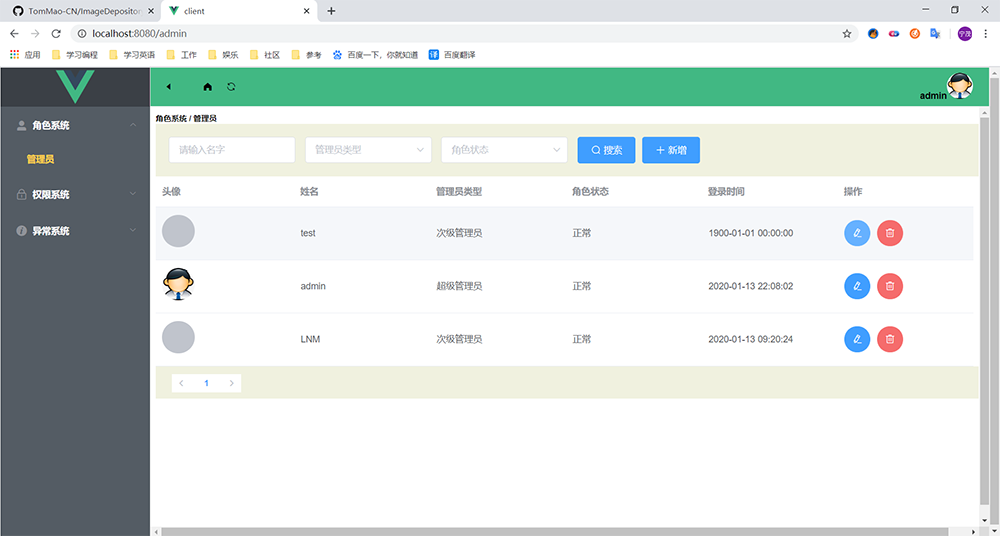 TomMao-CN/ImageDepositor
client
localhost:8080/admin
宁茂
应用 学习编程 学习英语 工作 娱乐 社区 参考 百度一下，你就知道 译 百度翻译
admin
角色系统
管理员
权限系统
异常系统
角色系统 / 管理员
请输入名字 管理员类型 角色状态 搜索 新增
头像 姓名 管理员类型 角色状态 登录时间 操作
test 次级管理员 正常 1900-01-01 00:00:00
admin 超级管理员 正常 2020-01-13 22:08:02
LNM 次级管理员 正常 2020-01-13 09:20:24
1